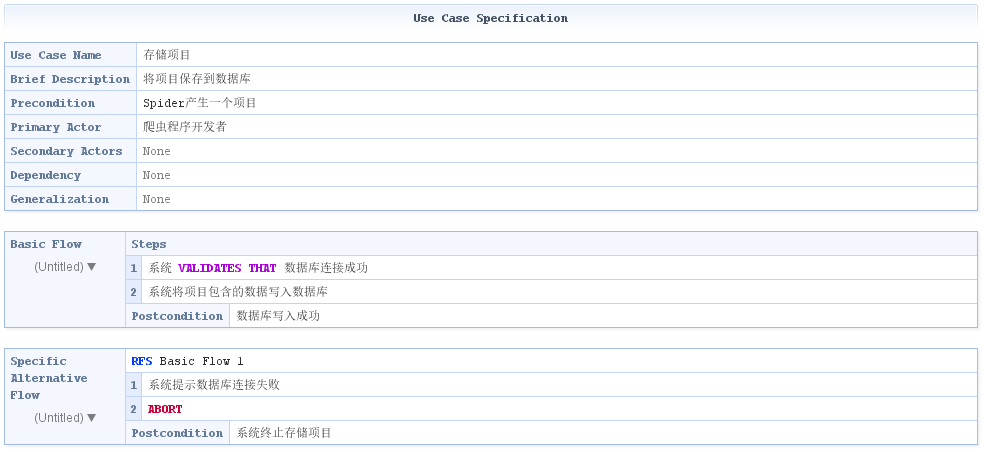 Use Case Specification
Use Case Name 存储项目
Brief Description 将项目保存到数据库
Precondition Spider产生一个项目
Primary Actor 爬虫程序开发者
Secondary Actors None
Dependency None
Generalization None
Basic Flow Steps
(Untitled) ▼
1 系统 VALIDATES THAT 数据库连接成功
2 系统将项目包含的数据写入数据库
Postcondition 数据库写入成功
Specific Alternative Flow
(Untitled) ▼
RFS Basic Flow 1
1 系统提示数据库连接失败
2 ABORT
Postcondition 系统终止存储项目